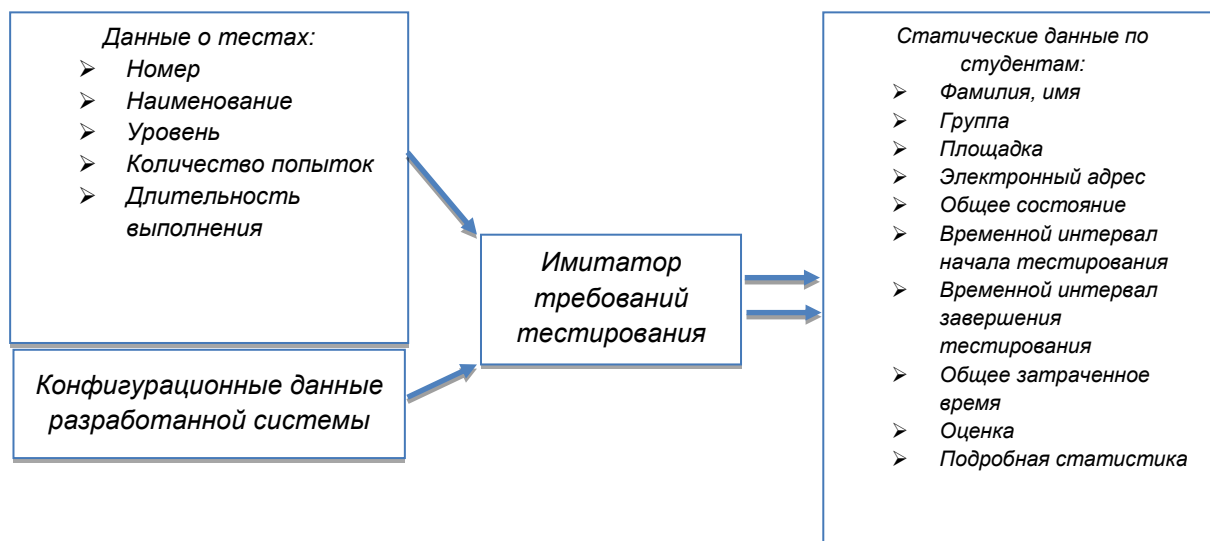 Данные о тестах:
➢ Номер
➢ Наименование
➢ Уровень
➢ Количество попыток
➢ Длительность
выполнения
Конфигурационные данные
разработанной системы
Имитатор
требований
тестирования
Статические данные по
студентам:
➢ Фамилия, имя
➢ Группа
➢ Площадка
➢ Электронный адрес
➢ Общее состояние
➢ Временной интервал
начала тестирования
➢ Временной интервал
завершения
тестирования
➢ Общее затраченное
время
➢ Оценка
➢ Подробная статистика